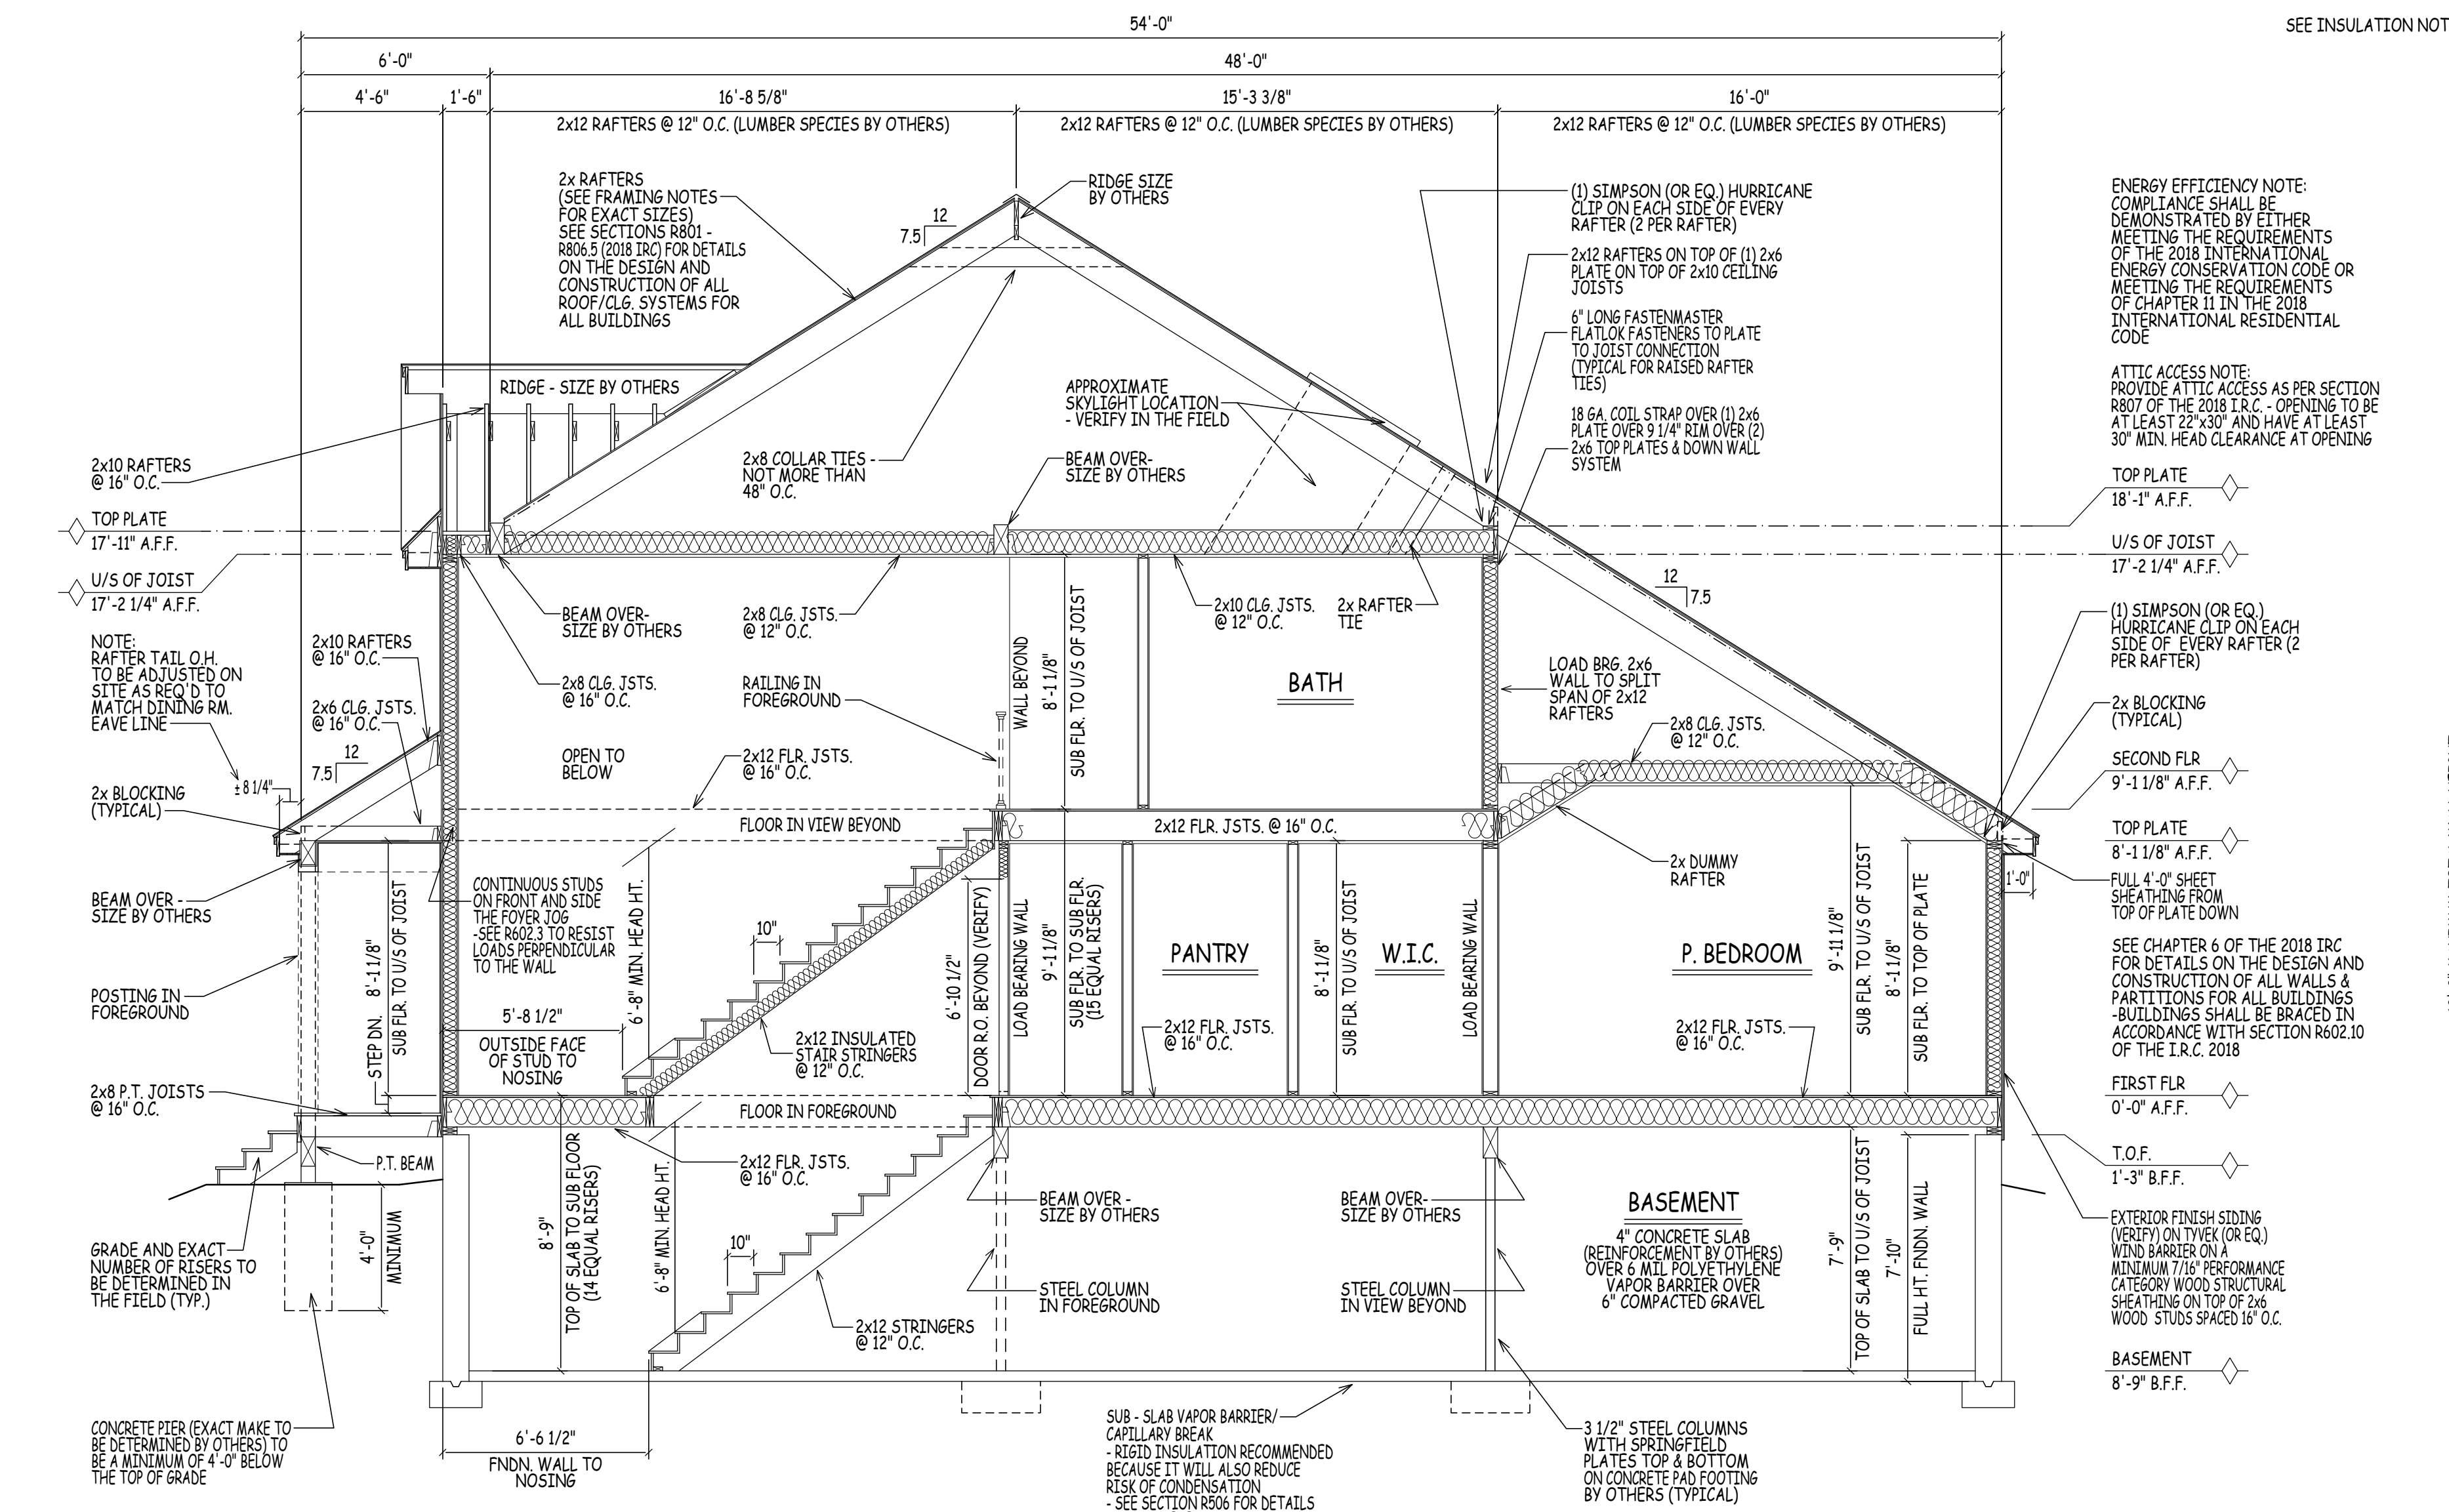 54'-0"
SEE INSULATION NOT
6'-0"
48'-0"
4'-6"
1'-6"
16'-8 5/8"
15'-3 3/8"
16'-0"
2x12 RAFTERS @ 12" O.C. (LUMBER SPECIES BY OTHERS)
2x12 RAFTERS @ 12" O.C. (LUMBER SPECIES BY OTHERS)
2x12 RAFTERS @ 12" O.C. (LUMBER SPECIES BY OTHERS)
2x RAFTERS
(SEE FRAMING NOTES
FOR EXACT SIZES)
SEE SECTIONS R801 -
R806.5 (2018 IRC) FOR DETAILS
ON THE DESIGN AND
CONSTRUCTION OF ALL
ROOF/CLG. SYSTEMS FOR
ALL BUILDINGS
12
7.5
RIDGE SIZE
BY OTHERS
(1) SIMPSON (OR EQ.) HURRICANE
CLIP ON EACH SIDE OF EVERY
RAFTER (2 PER RAFTER)
2x12 RAFTERS ON TOP OF (1) 2x6
PLATE ON TOP OF 2x10 CEILING
JOISTS
6" LONG FASTENMASTER
FLATLOK FASTENERS TO PLATE
TO JOIST CONNECTION
(TYPICAL FOR RAISED RAFTER
TIES)
18 GA. COIL STRAP OVER (1) 2x6
PLATE OVER 9 1/4" RIM OVER (2)
2x6 TOP PLATES & DOWN WALL
SYSTEM
ENERGY EFFICIENCY NOTE:
COMPLIANCE SHALL BE
DEMONSTRATED BY EITHER
MEETING THE REQUIREMENTS
OF THE 2018 INTERNATIONAL
ENERGY CONSERVATION CODE OR
MEETING THE REQUIREMENTS
OF CHAPTER 11 IN THE 2018
INTERNATIONAL RESIDENTIAL
CODE
ATTIC ACCESS NOTE:
PROVIDE ATTIC ACCESS AS PER SECTION
R807 OF THE 2018 I.R.C. - OPENING TO BE
AT LEAST 22"x30" AND HAVE AT LEAST
30" MIN. HEAD CLEARANCE AT OPENING
RIDGE - SIZE BY OTHERS
APPROXIMATE
SKYLIGHT LOCATION
- VERIFY IN THE FIELD
2x8 COLLAR TIES -
NOT MORE THAN
48" O.C.
BEAM OVER-
SIZE BY OTHERS
2x10 RAFTERS
@ 16" O.C.
TOP PLATE
17'-11" A.F.F.
U/S OF JOIST
17'-2 1/4" A.F.F.
TOP PLATE
18'-1" A.F.F.
U/S OF JOIST
17'-2 1/4" A.F.F.
NOTE:
RAFTER TAIL O.H.
TO BE ADJUSTED ON
SITE AS REQ'D TO
MATCH DINING RM.
EAVE LINE
2x10 RAFTERS
@ 16" O.C.
2x6 CLG. JSTS.
@ 16" O.C.
12
7.5
± 8 1/4"
2x BLOCKING
(TYPICAL)
BEAM OVER -
SIZE BY OTHERS
POSTING IN
FOREGROUND
2x8 P.T. JOISTS
@ 16" O.C.
BEAM OVER-
SIZE BY OTHERS
2x8 CLG. JSTS.
@ 12" O.C.
2x8 CLG. JSTS.
@ 16" O.C.
RAILING IN
FOREGROUND
OPEN TO
BELOW
2x12 FLR. JSTS.
@ 16" O.C.
FLOOR IN VIEW BEYOND
WALL BEYOND
8'-1 1/8"
SUB FLR. TO U/S OF JOIST
2x10 CLG. JSTS.
@ 12" O.C.
2x RAFTER
TIE
BATH
12
7.5
LOAD BRG. 2x6
WALL TO SPLIT
SPAN OF 2x12
RAFTERS
2x8 CLG. JSTS.
@ 12" O.C.
2x12 FLR. JSTS. @ 16" O.C.
2x DUMMY
RAFTER
(1) SIMPSON (OR EQ.)
HURRICANE CLIP ON EACH
SIDE OF EVERY RAFTER (2
PER RAFTER)
2x BLOCKING
(TYPICAL)
SECOND FLR
9'-1 1/8" A.F.F.
TOP PLATE
8'-1 1/8" A.F.F.
1'-0"
FULL 4'-0" SHEET
SHEATHING FROM
TOP OF PLATE DOWN
SEE CHAPTER 6 OF THE 2018 IRC
FOR DETAILS ON THE DESIGN AND
CONSTRUCTION OF ALL WALLS &
PARTITIONS FOR ALL BUILDINGS
-BUILDINGS SHALL BE BRACED IN
ACCORDANCE WITH SECTION R602.10
OF THE I.R.C. 2018
FIRST FLR
0'-0" A.F.F.
T.O.F.
1'-3" B.F.F.
EXTERIOR FINISH SIDING
(VERIFY) ON TYVEK (OR EQ.)
WIND BARRIER ON A
MINIMUM 7/16" PERFORMANCE
CATEGORY WOOD STRUCTURAL
SHEATHING ON TOP OF 2x6
WOOD STUDS SPACED 16" O.C.
BASEMENT
8'-9" B.F.F.
STEP DN.
8'-1 1/8"
SUB FLR. TO U/S OF JOIST
CONTINUOUS STUDS
ON FRONT AND SIDE
THE FOYER JOG
-SEE R602.3 TO RESIST
LOADS PERPENDICULAR
TO THE WALL
6'-8" MIN. HEAD HT.
10"
5'-8 1/2"
OUTSIDE FACE
OF STUD TO
NOSING
2x12 INSULATED
STAIR STRINGERS
@ 12" O.C.
6'-10 1/2"
DOOR R.O. BEYOND (VERIFY)
LOAD BEARING WALL
9'-1 1/8"
SUB FLR. TO SUB FLR.
(15 EQUAL RISERS)
PANTRY
2x12 FLR. JSTS.
@ 16" O.C.
8'-1 1/8"
SUB FLR. TO U/S OF JOIST
W.I.C.
LOAD BEARING WALL
P. BEDROOM
2x12 FLR. JSTS.
@ 16" O.C.
9'-11 1/8"
SUB FLR. TO U/S OF JOIST
8'-1 1/8"
SUB FLR. TO TOP OF PLATE
FLOOR IN FOREGROUND
P.T. BEAM
GRADE AND EXACT
NUMBER OF RISERS TO
BE DETERMINED IN
THE FIELD (TYP.)
4'-0"
MINIMUM
CONCRETE PIER (EXACT MAKE TO
BE DETERMINED BY OTHERS) TO
BE A MINIMUM OF 4'-0" BELOW
THE TOP OF GRADE
8'-9"
TOP OF SLAB TO SUB FLOOR
(14 EQUAL RISERS)
6'-8" MIN. HEAD HT.
2x12 FLR. JSTS.
@ 16" O.C.
10"
2x12 STRINGERS
@ 12" O.C.
6'-6 1/2"
FNDN. WALL TO
NOSING
BEAM OVER -
SIZE BY OTHERS
STEEL COLUMN
IN FOREGROUND
BEAM OVER-
SIZE BY OTHERS
STEEL COLUMN
IN VIEW BEYOND
BASEMENT
4" CONCRETE SLAB
(REINFORCEMENT BY OTHERS)
OVER 6 MIL POLYETHYLENE
VAPOR BARRIER OVER
6" COMPACTED GRAVEL
7'-9"
TOP OF SLAB TO U/S OF JOIST
7'-10"
FULL HT. FNDN. WALL
SUB - SLAB VAPOR BARRIER/
CAPILLARY BREAK
- RIGID INSULATION RECOMMENDED
BECAUSE IT WILL ALSO REDUCE
RISK OF CONDENSATION
- SEE SECTION R506 FOR DETAILS
3 1/2" STEEL COLUMNS
WITH SPRINGFIELD
PLATES TOP & BOTTOM
ON CONCRETE PAD FOOTING
BY OTHERS (TYPICAL)